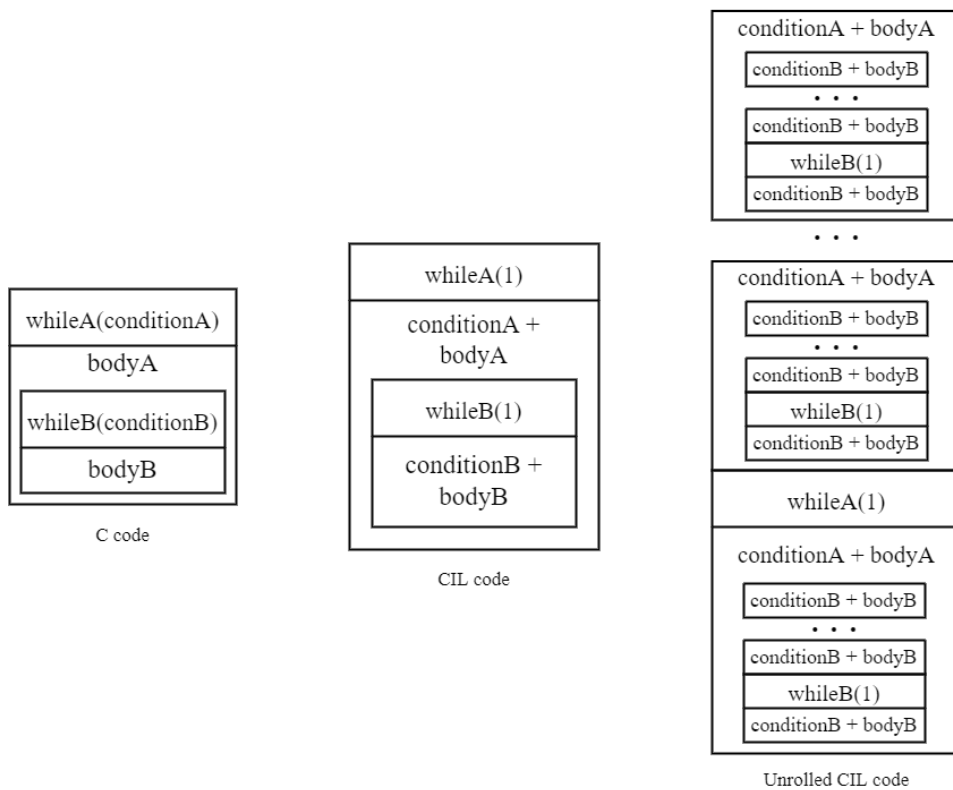 whileA(conditionA)
bodyA
whileB(conditionB)
bodyB
C code
whileA(1)
conditionA +
bodyA
whileB(1)
conditionB +
bodyB
CIL code
conditionA + bodyA
conditionB + bodyB
. . .
conditionB + bodyB
whileB(1)
conditionB + bodyB
. . .
conditionA + bodyA
conditionB + bodyB
. . .
conditionB + bodyB
whileB(1)
conditionB + bodyB
whileA(1)
conditionA + bodyA
conditionB + bodyB
. . .
conditionB + bodyB
whileB(1)
conditionB + bodyB
Unrolled CIL code